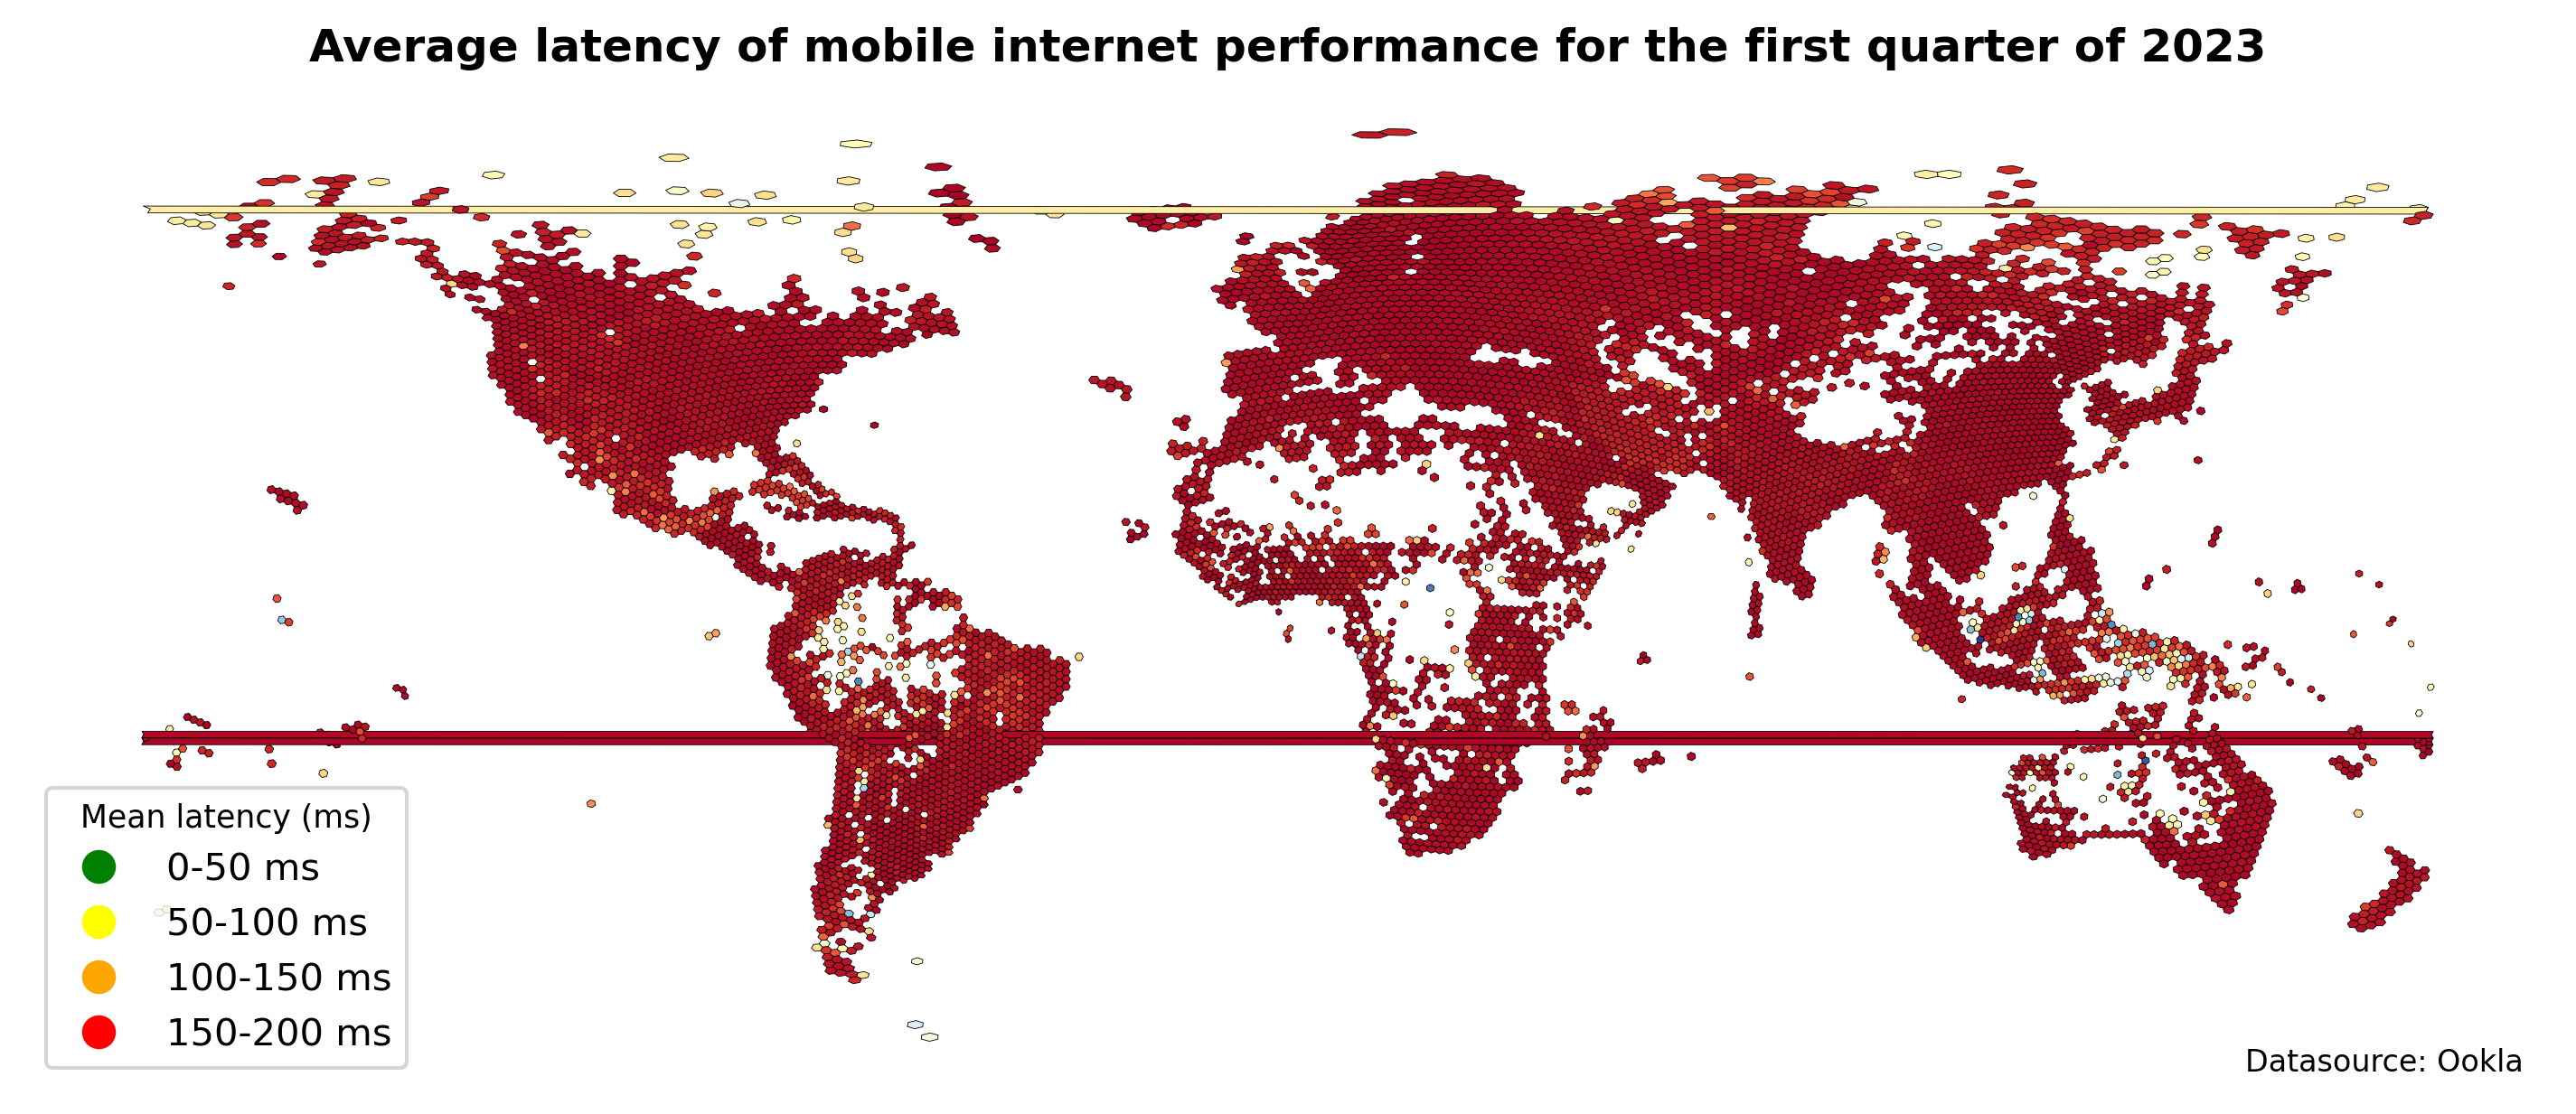 Average latency of mobile internet performance for the first quarter of 2023
Mean latency (ms)
0-50 ms
50-100 ms
100-150 ms
150-200 ms
Datasource: Ookla